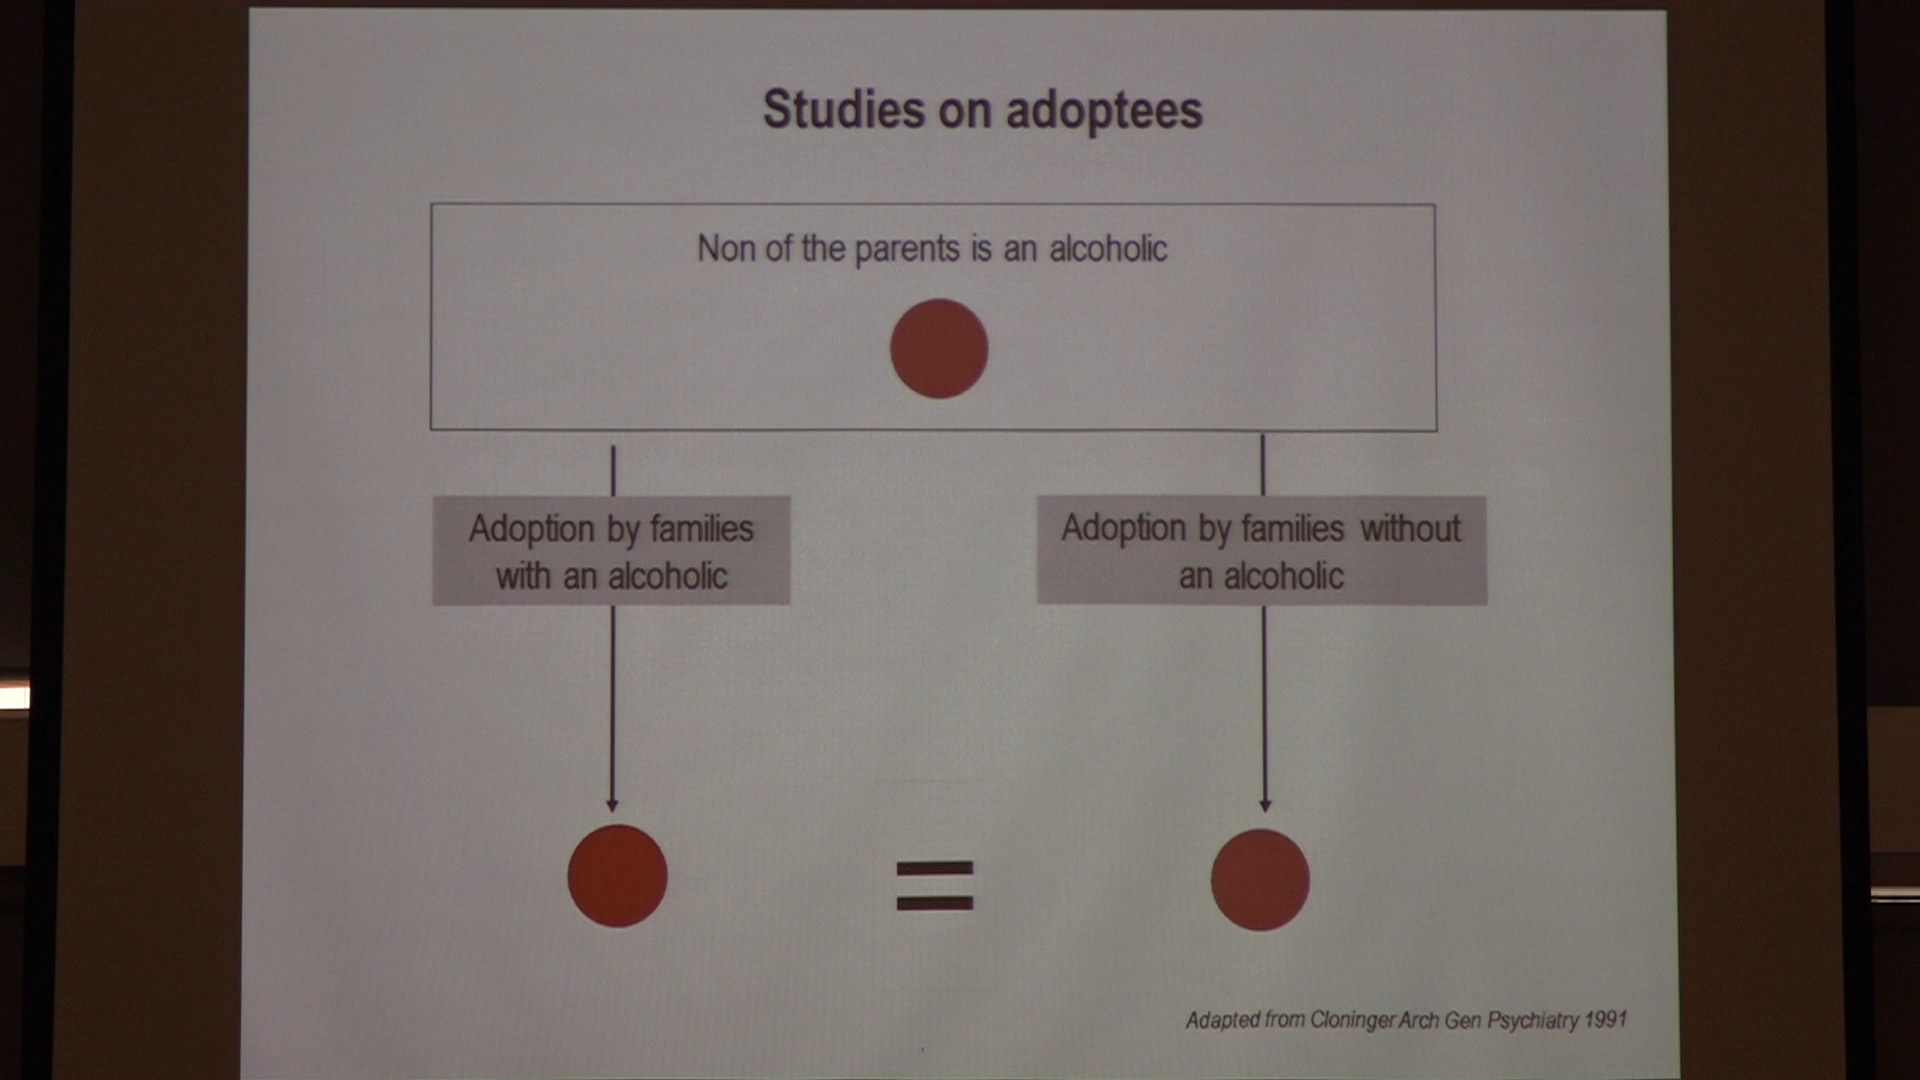 Studies on adoptees
Non of the parents is an alcoholic
Adoption by families
with an alcoholic
Adoption by families without
an alcoholic
=
Adapted from Cloninger Arch Gen Psychiatry 1991